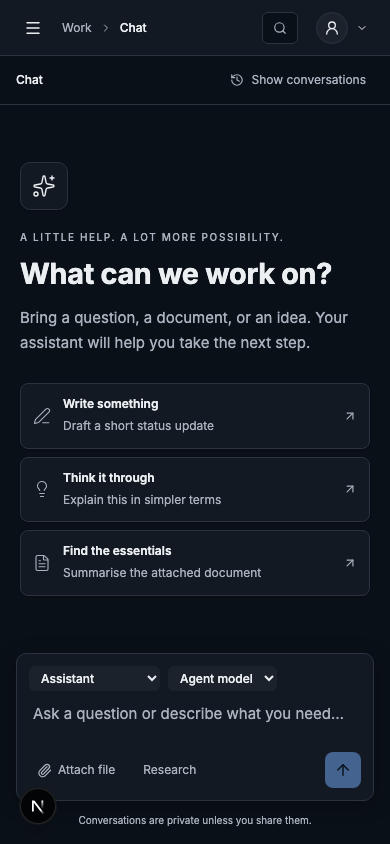 Work > Chat
Chat
Show conversations
A LITTLE HELP. A LOT MORE POSSIBILITY.
What can we work on?
Bring a question, a document, or an idea. Your
assistant will help you take the next step.
Write something
Draft a short status update
Think it through
Explain this in simpler terms
Find the essentials
Summarise the attached document
Assistant
Agent model
Ask a question or describe what you need...
Attach file
Research
N
Conversations are private unless you share them.